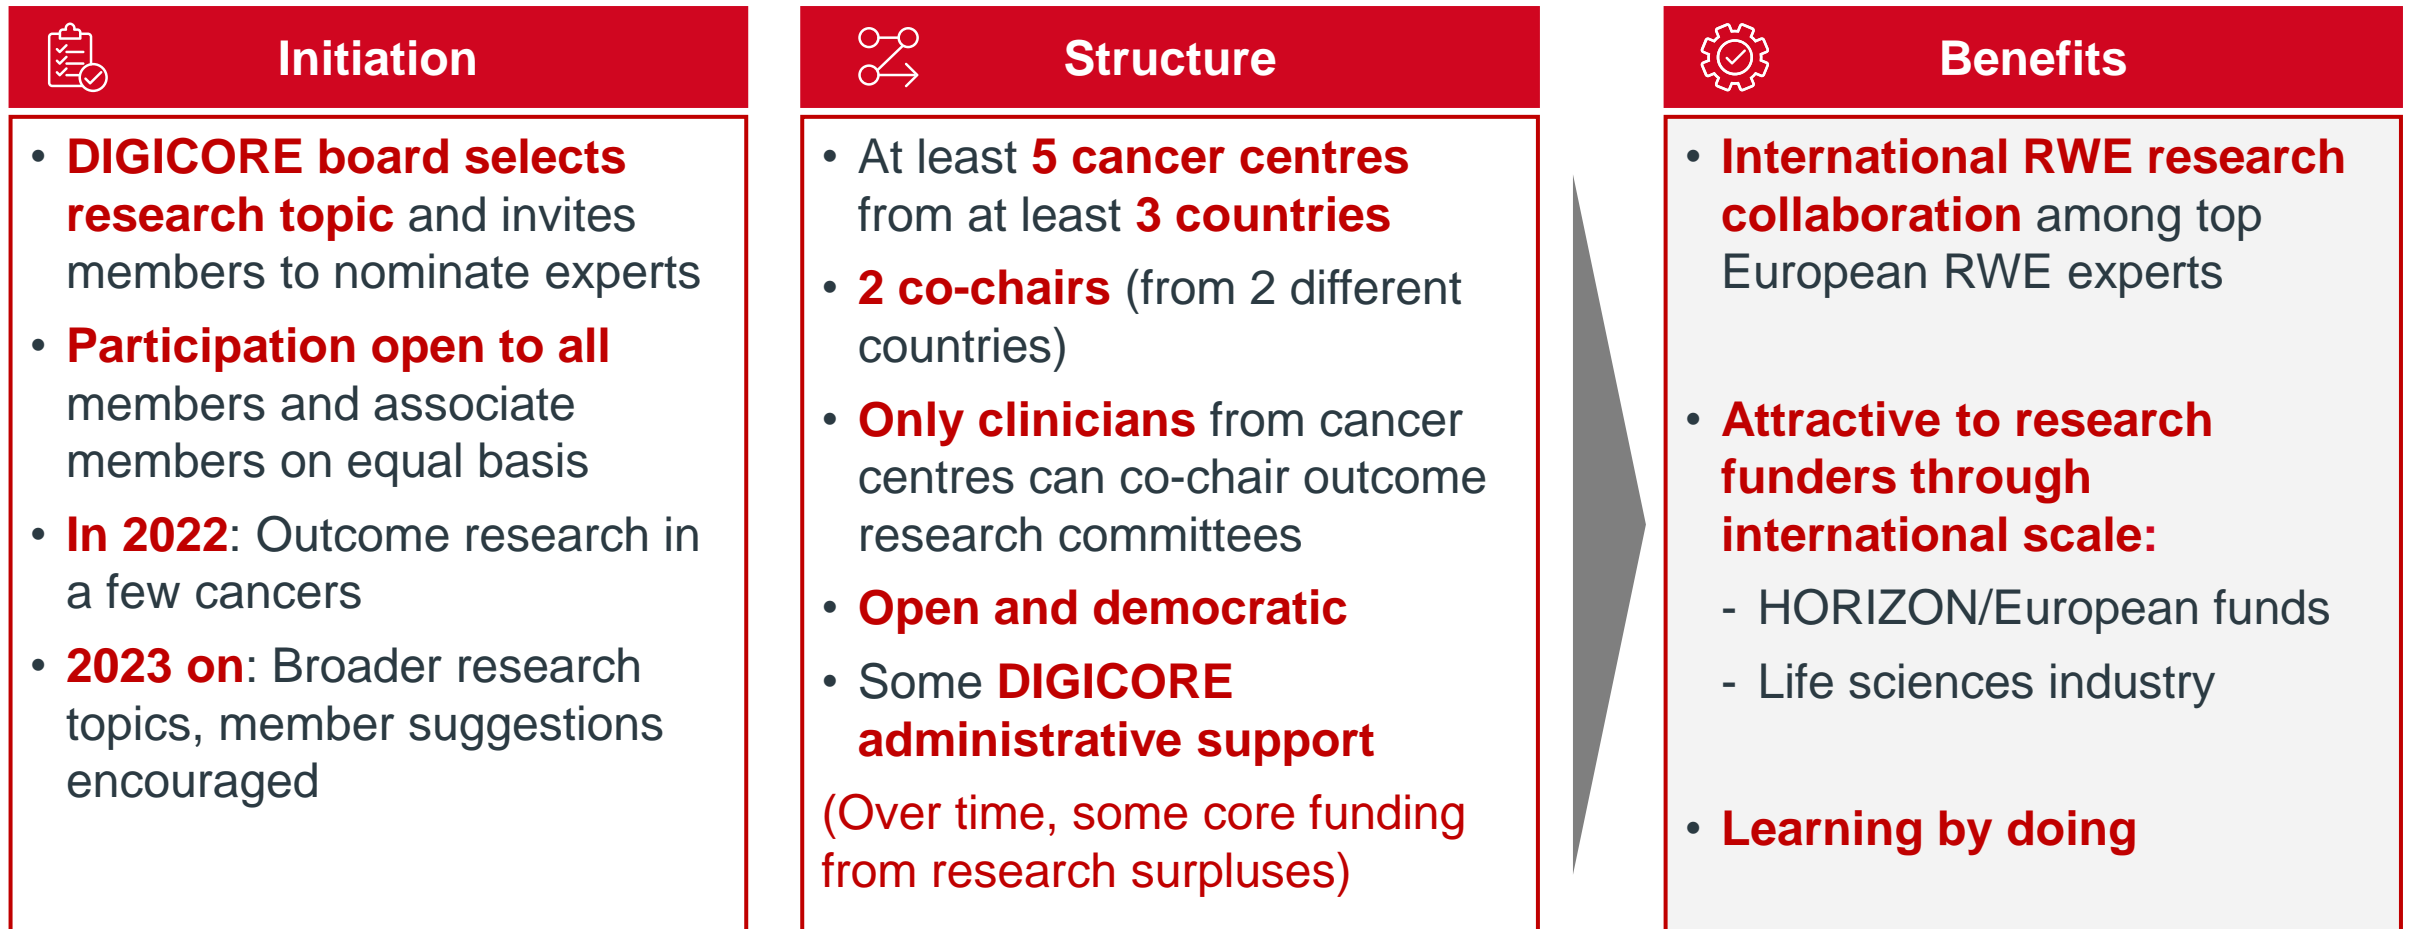 Initiation
• DIGICORE board selects
research topic and invites
members to nominate experts
• Participation open to all
members and associate
members on equal basis
• In 2022: Outcome research in
a few cancers
• 2023 on: Broader research
topics, member suggestions
encouraged
Structure
• At least 5 cancer centres
from at least 3 countries
• 2 co-chairs (from 2 different
countries)
• Only clinicians from cancer
centres can co-chair outcome
research committees
• Open and democratic
• Some DIGICORE
administrative support
(Over time, some core funding
from research surpluses)
Benefits
• International RWE research
collaboration among top
European RWE experts
• Attractive to research
funders through
international scale:
- HORIZON/European funds
- Life sciences industry
• Learning by doing